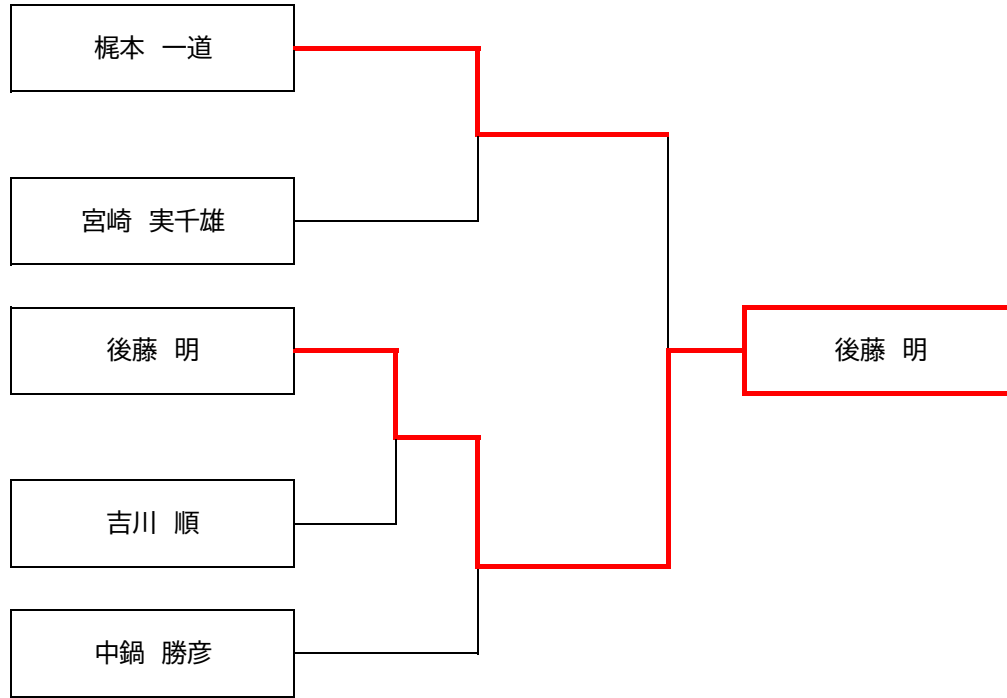 梶本 一道
宮崎 実千雄
後藤 明
後藤 明
吉川 順
中鍋 勝彦